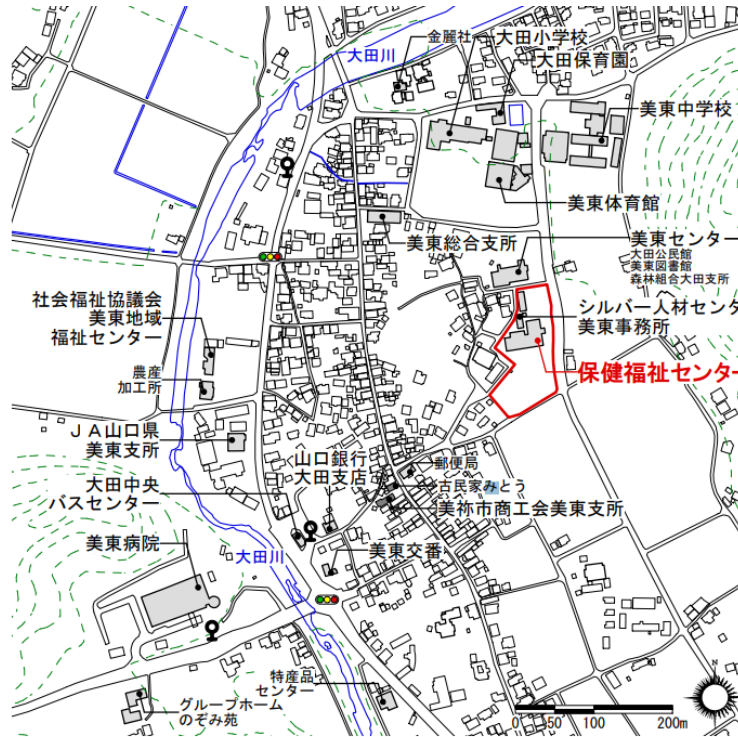 金麗社
大田小学校
大田川
大田保育園
美東中学校
美東体育館
美東総合支所
美東センター
大田公民館
美東図書館
森林組合大田支所
社会福祉協議会
美東地域
福祉センター
シルバー人材センタ
美東事務所
農産
加工所
保健福祉センター
JA山口県
美東支所
山口銀行
大田支店
郵便局
古民家みとう
大田中央
バスセンター
美祢市商工会美東支所
美東病院
大田川
美東交番
特産品
センター
グループホーム
のぞみ苑
N
0 50 100 200m